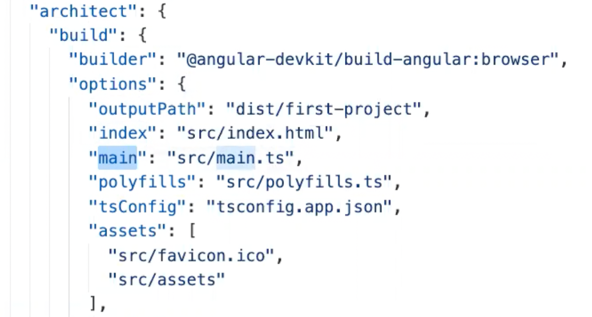 "architect": {
"build": {
"builder": "@angular-devkit/build-angular:browser",
"options": {
"outputPath": "dist/first-project",
"index": "src/index.html",
"main": "src/main.ts",
"polyfills": "src/polyfills.ts",
"tsConfig": "tsconfig.app.json",
"assets": [
"src/favicon.ico",
"src/assets"
],